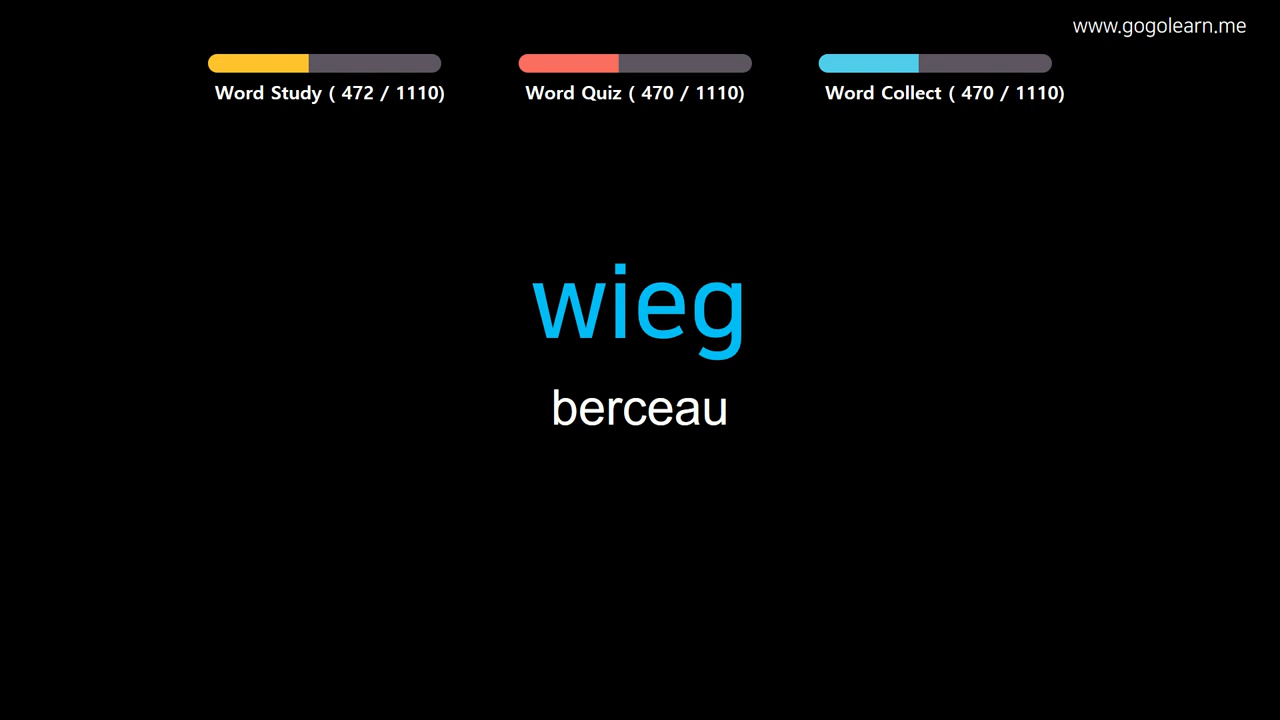 www.gogolearn.me
Word Study ( 472 / 1110)
Word Quiz ( 470 / 1110)
Word Collect ( 470 / 1110)
wieg
berceau